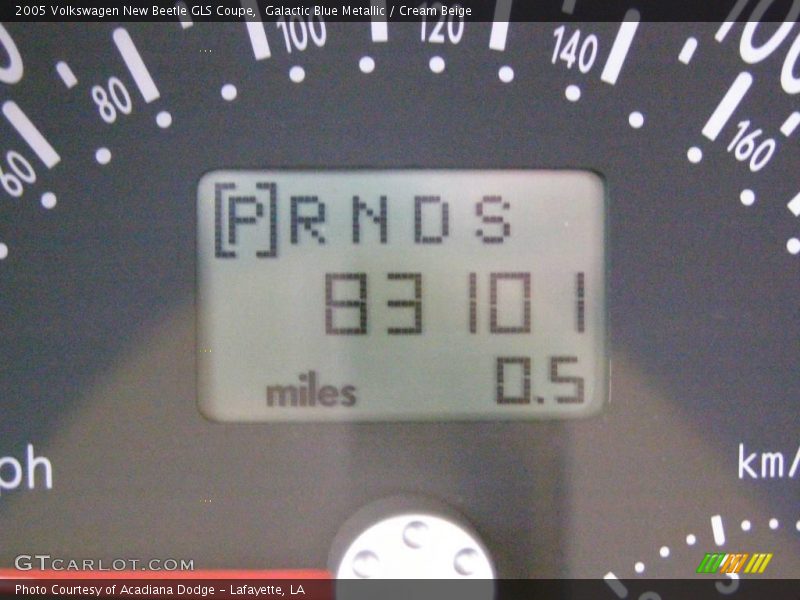 2005 Volkswagen New Beetle GLS Coupe, Galactic Blue Metallic / Cream Beige
100 120 140
80 160
60
[P] R N D S
83101
miles 0.5
ph km/
GTCARLOT.COM
Photo Courtesy of Acadiana Dodge - Lafayette, LA